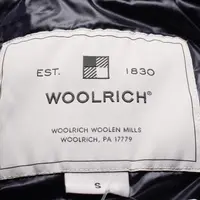 EST. 1830
WOOLRICH®
WOOLRICH WOOLEN MILLS
WOOLRICH, PA 17779
S